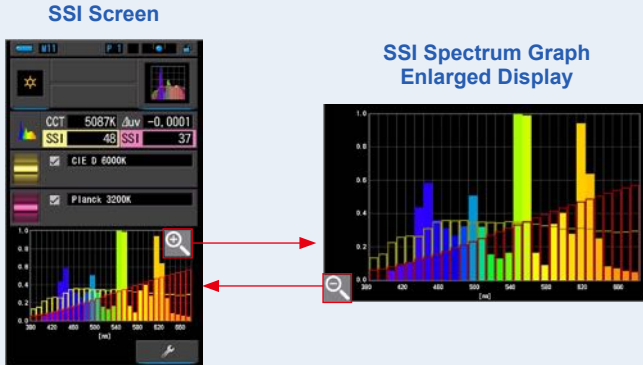 SSI Screen
M11 P 1
CCT 5087K ⊿uv -0.0001
SSI 48 SSI 37
CIE D 6000K
Planck 3200K
1.0
0.8
0.6
0.4
0.2
0.0
380 420 460 500 540 580 620 660
[nm]
SSI Spectrum Graph
Enlarged Display
1.0
0.8
0.6
0.4
0.2
0.0
380 420 460 500 540 580 620 660
[nm]